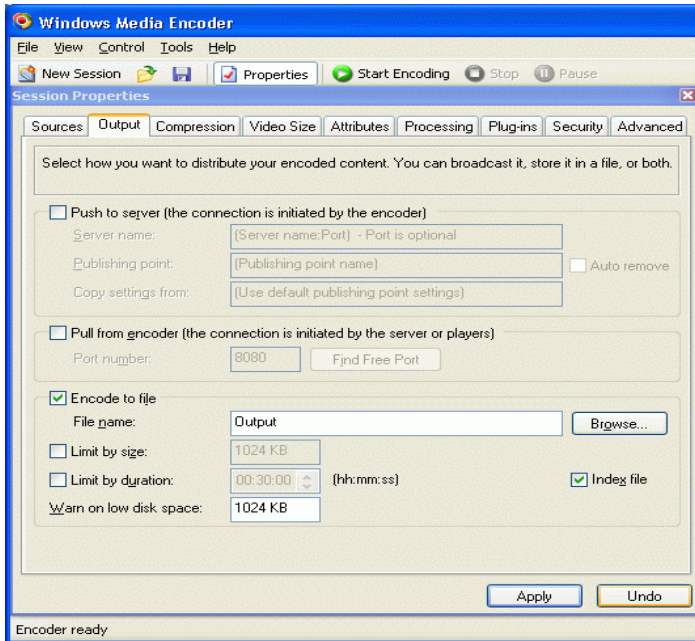 Windows Media Encoder
File View Control Tools Help
New Session Properties Start Encoding Stop Pause
Session Properties
Sources Output Compression Video Size Attributes Processing Plug-ins Security Advanced
Select how you want to distribute your encoded content. You can broadcast it, store it in a file, or both.
Push to server (the connection is initiated by the encoder)
Server name: (Server name:Port) - Port is optional
Publishing point: (Publishing point name) Auto remove
Copy settings from: (Use default publishing point settings)
Pull from encoder (the connection is initiated by the server or players)
Port number: 8080 Find Free Port
Encode to file
File name: Output Browse...
Limit by size: 1024 KB
Limit by duration: 00:30:00 (hh:mm:ss) Index file
Warn on low disk space: 1024 KB
Apply Undo
Encoder ready